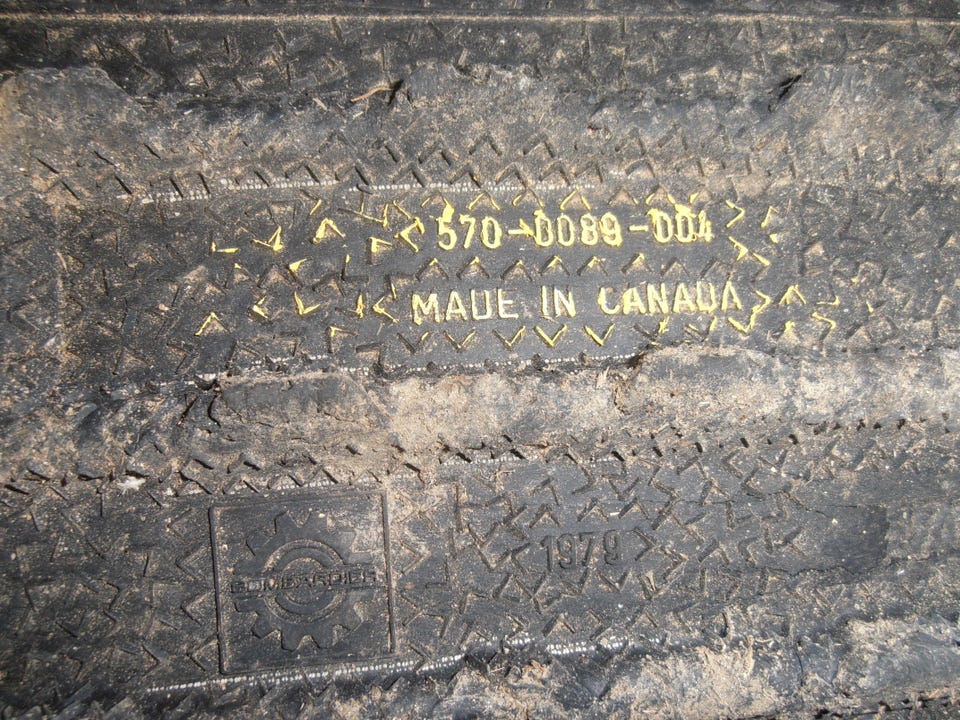 570-0089-004
MADE IN CANADA
1979
BOMBARDIER